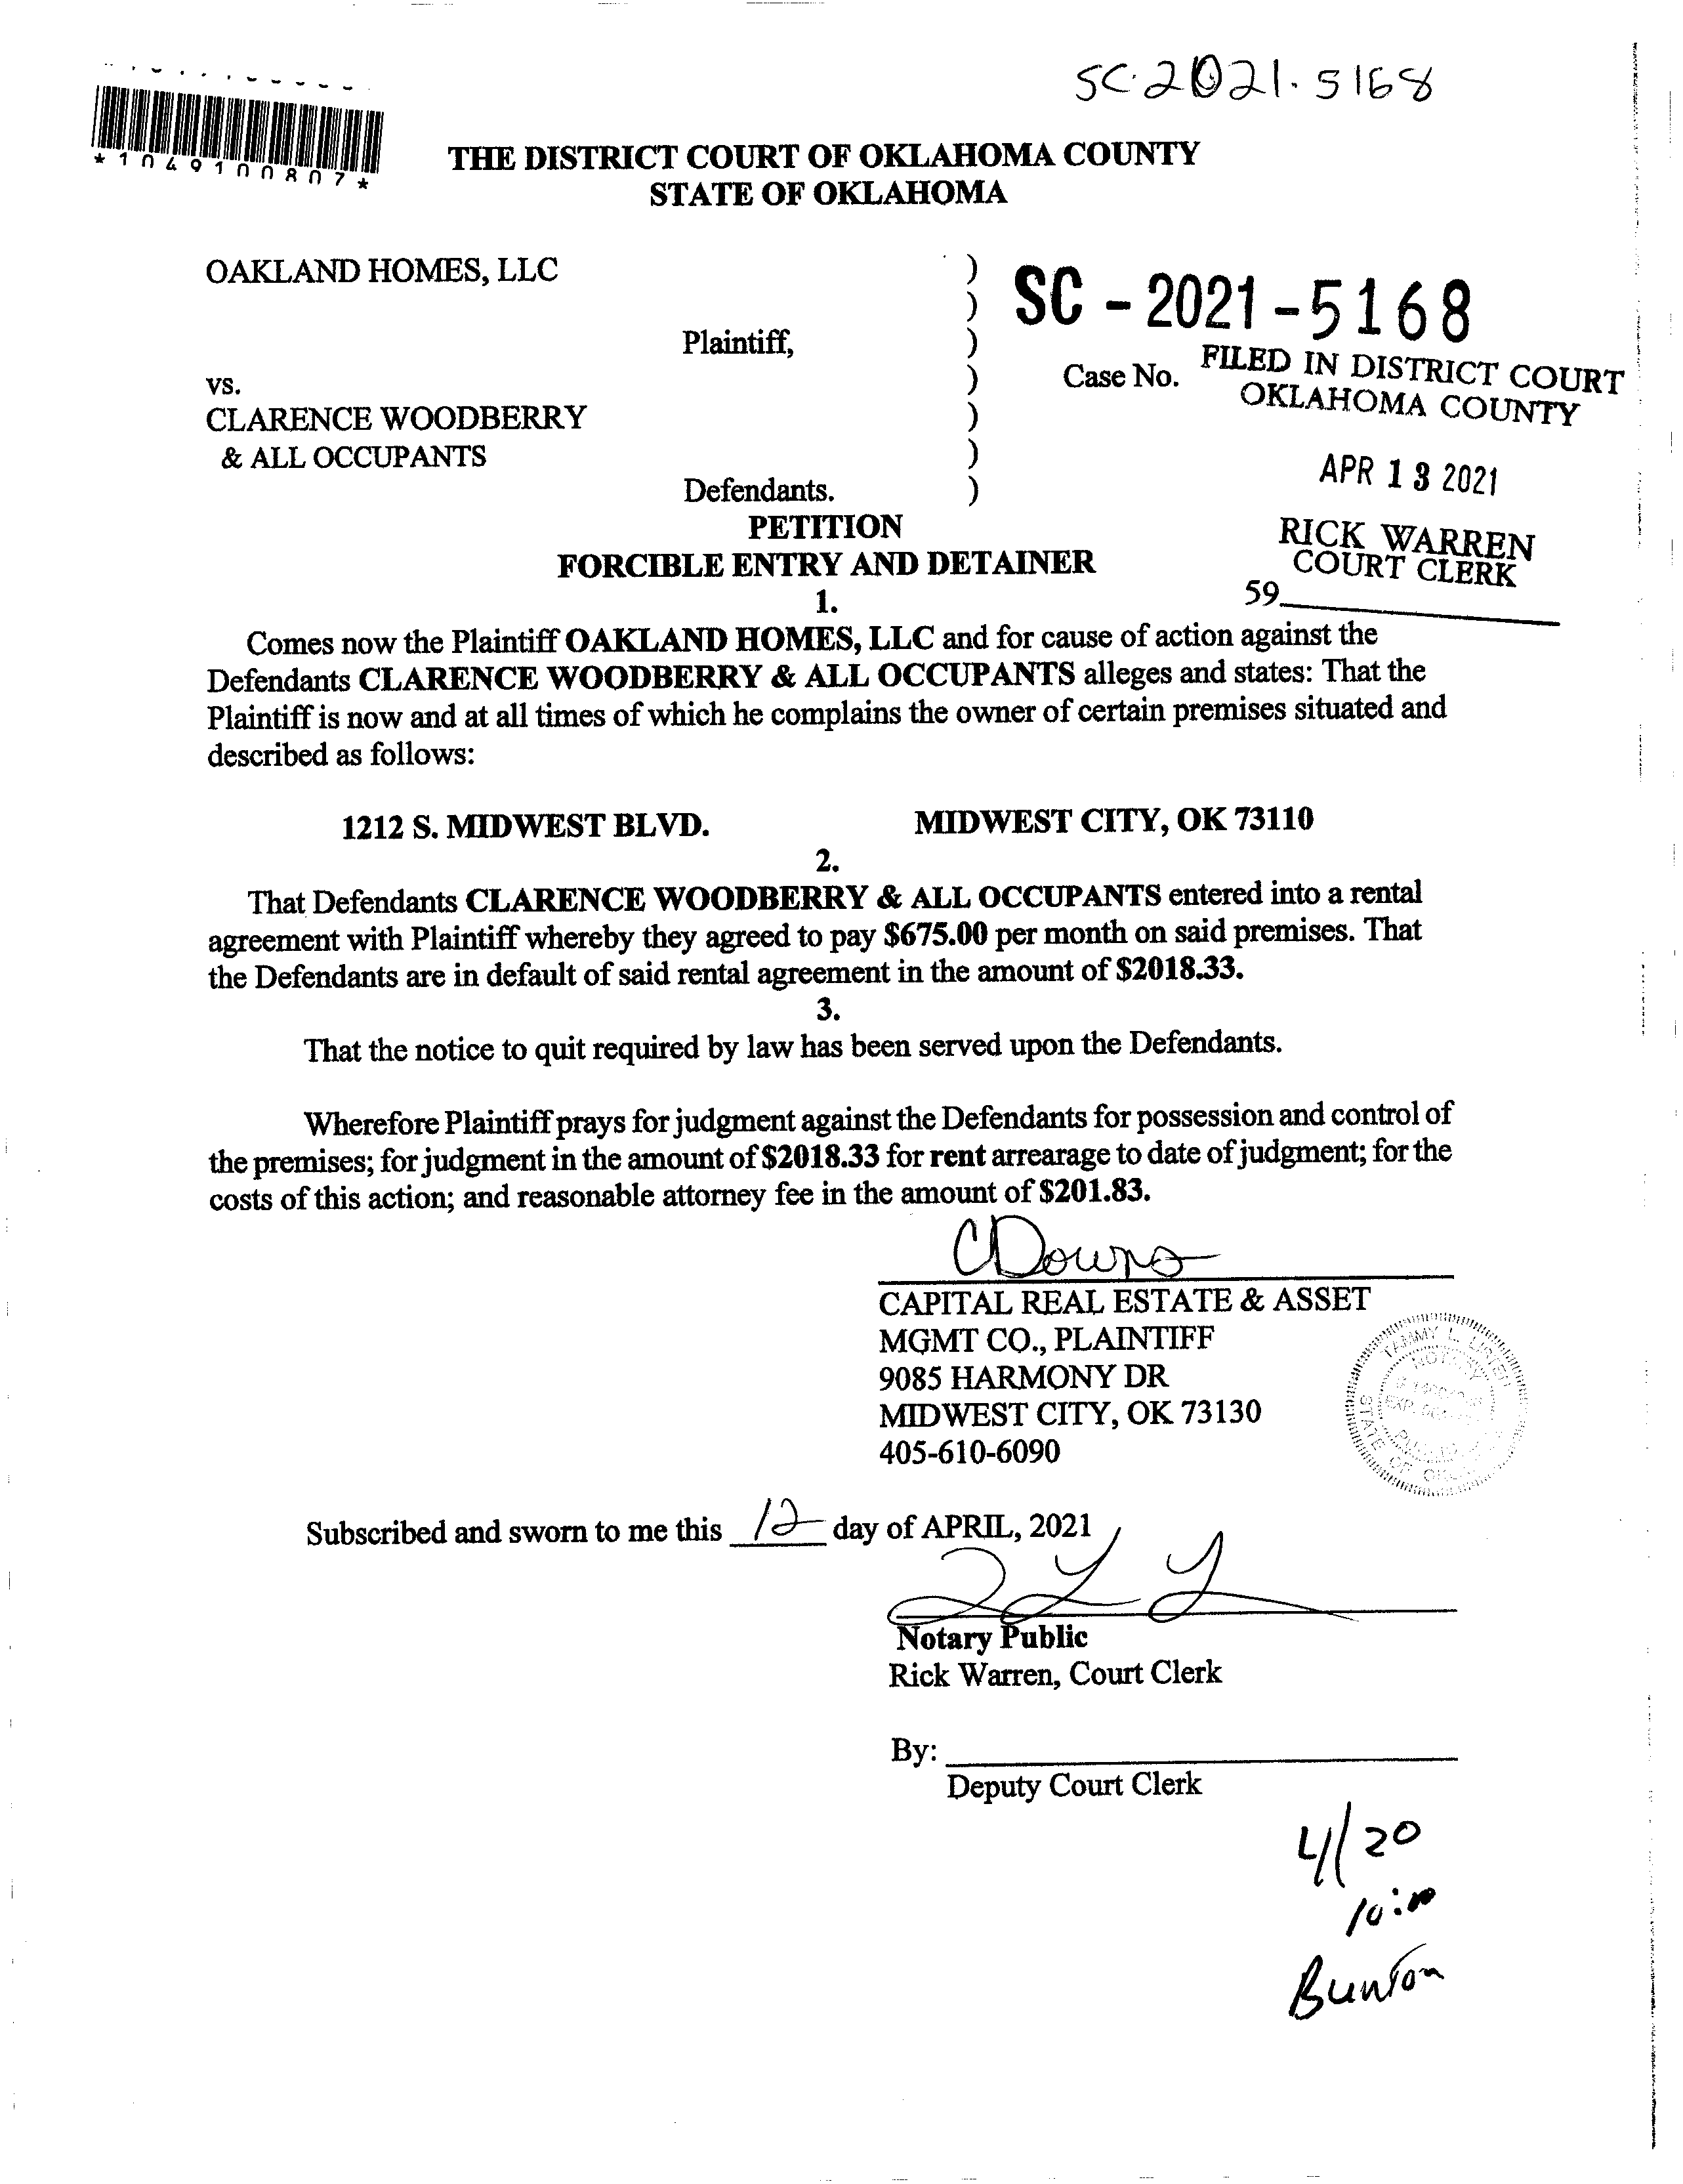 SC-2021-5168
*1049100807*
THE DISTRICT COURT OF OKLAHOMA COUNTY
STATE OF OKLAHOMA
OAKLAND HOMES, LLC )
)
Plaintiff, )
vs. )
CLARENCE WOODBERRY )
& ALL OCCUPANTS )
Defendants. )
SC - 2021 - 5168
Case No.
FILED IN DISTRICT COURT
OKLAHOMA COUNTY
APR 13 2021
RICK WARREN
COURT CLERK
59
PETITION
FORCIBLE ENTRY AND DETAINER
1.
Comes now the Plaintiff OAKLAND HOMES, LLC and for cause of action against the
Defendants CLARENCE WOODBERRY & ALL OCCUPANTS alleges and states: That the
Plaintiff is now and at all times of which he complains the owner of certain premises situated and
described as follows:
1212 S. MIDWEST BLVD. MIDWEST CITY, OK 73110
2.
That Defendants CLARENCE WOODBERRY & ALL OCCUPANTS entered into a rental
agreement with Plaintiff whereby they agreed to pay $675.00 per month on said premises. That
the Defendants are in default of said rental agreement in the amount of $2018.33.
3.
That the notice to quit required by law has been served upon the Defendants.
Wherefore Plaintiff prays for judgment against the Defendants for possession and control of
the premises; for judgment in the amount of $2018.33 for rent arrearage to date of judgment; for the
costs of this action; and reasonable attorney fee in the amount of $201.83.
CDowns
CAPITAL REAL ESTATE & ASSET
MGMT CO., PLAINTIFF
9085 HARMONY DR
MIDWEST CITY, OK 73130
405-610-6090
TAMMY L.
NOTARY
EXP.
PUBLIC
STATE OF
Subscribed and sworn to me this 12 day of APRIL, 2021
Notary Public
Rick Warren, Court Clerk
By:
Deputy Court Clerk
4/20
10:00
Bunton